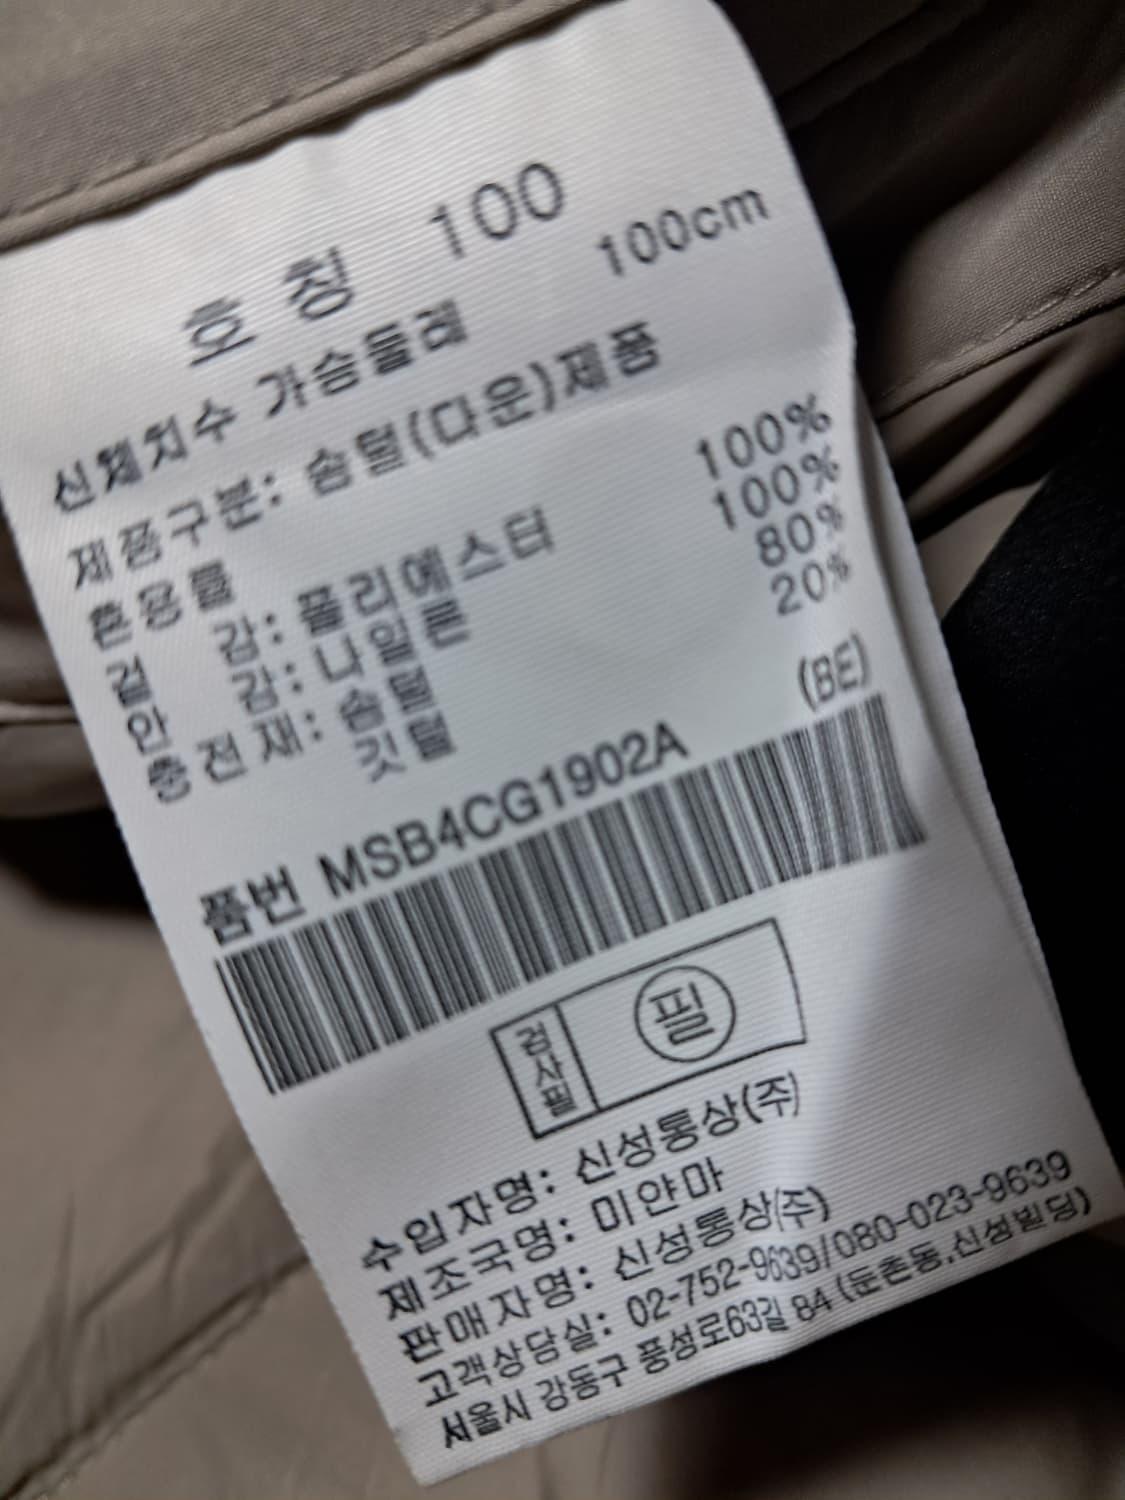 호 칭 100
신체치수 가슴둘레 100cm
제품구분: 솜털(다운)제품
혼용률
겉 감: 폴리에스터 100%
안 감: 나일론 100%
충 전 재: 솜털 80%
깃털 20%
품번 MSB4CG1902A (BE)
검사필 필
수입자명: 신성통상(주)
제조국명: 미얀마
판매자명: 신성통상(주)
고객상담실: 02-752-9639/080-023-9639
서울시 강동구 풍성로63길 84 (둔촌동,신성빌딩)